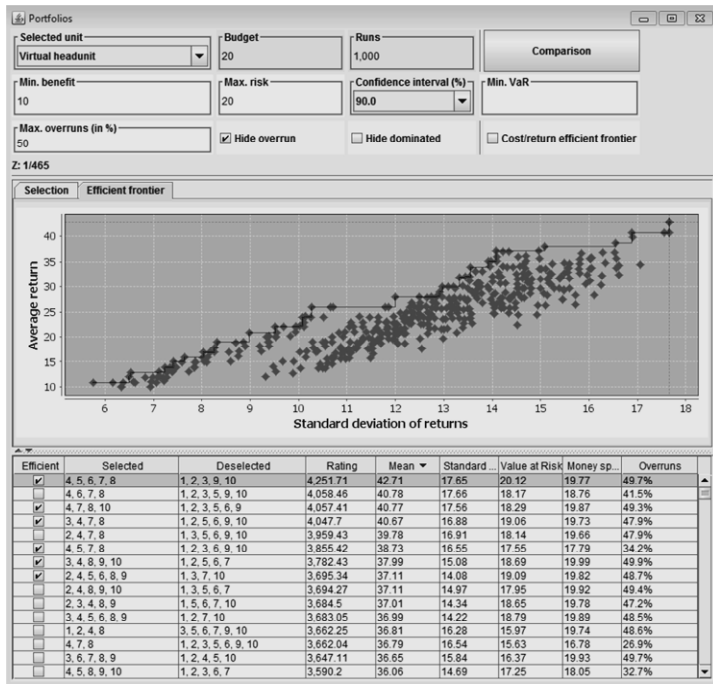 Portfolios
Selected unit Budget Runs
Virtual headunit 20 1,000 Comparison
Min. benefit Max. risk Confidence interval (%) Min. VaR
10 20 90.0
Max. overruns (in %)
50 Hide overrun Hide dominated Cost/return efficient frontier
Z: 1/465
Selection Efficient frontier
Average return
40
35
30
25
20
15
10
6 7 8 9 10 11 12 13 14 15 16 17 18
Standard deviation of returns
Efficient Selected Deselected Rating Mean Standard ... Value at Risk Money sp... Overruns
4, 5, 6, 7, 8 1, 2, 3, 9, 10 4,251.71 42.71 17.65 20.12 19.77 49.7%
4, 6, 7, 8 1, 2, 3, 5, 9, 10 4,058.46 40.78 17.66 18.17 18.76 41.5%
4, 7, 8, 10 1, 2, 3, 5, 6, 9 4,057.41 40.77 17.56 18.29 19.87 49.3%
3, 4, 7, 8 1, 2, 5, 6, 9, 10 4,047.7 40.67 16.88 19.06 19.73 47.9%
2, 4, 7, 8 1, 3, 5, 6, 9, 10 3,959.43 39.78 16.91 18.14 19.66 47.9%
4, 5, 7, 8 1, 2, 3, 6, 9, 10 3,855.42 38.73 16.55 17.55 17.79 34.2%
3, 4, 8, 9, 10 1, 2, 5, 6, 7 3,782.43 37.99 15.08 18.69 19.99 49.9%
2, 4, 5, 6, 8, 9 1, 3, 7, 10 3,695.34 37.11 14.08 19.09 19.82 48.7%
2, 4, 8, 9, 10 1, 3, 5, 6, 7 3,694.27 37.11 14.97 17.95 19.92 49.4%
2, 3, 4, 8, 9 1, 5, 6, 7, 10 3,684.5 37.01 14.34 18.65 19.78 47.2%
3, 4, 5, 6, 8, 9 1, 2, 7, 10 3,683.05 36.99 14.22 18.79 19.89 48.5%
1, 2, 4, 8 3, 5, 6, 7, 9, 10 3,662.25 36.81 16.28 15.97 19.74 48.6%
4, 7, 8 1, 2, 3, 5, 6, 9, 10 3,662.04 36.79 16.54 15.63 16.78 26.9%
3, 6, 7, 8, 9 1, 2, 4, 5, 10 3,647.11 36.65 15.84 16.37 19.93 49.7%
4, 5, 8, 9, 10 1, 2, 3, 6, 7 3,590.2 36.06 14.69 17.25 18.05 32.7%